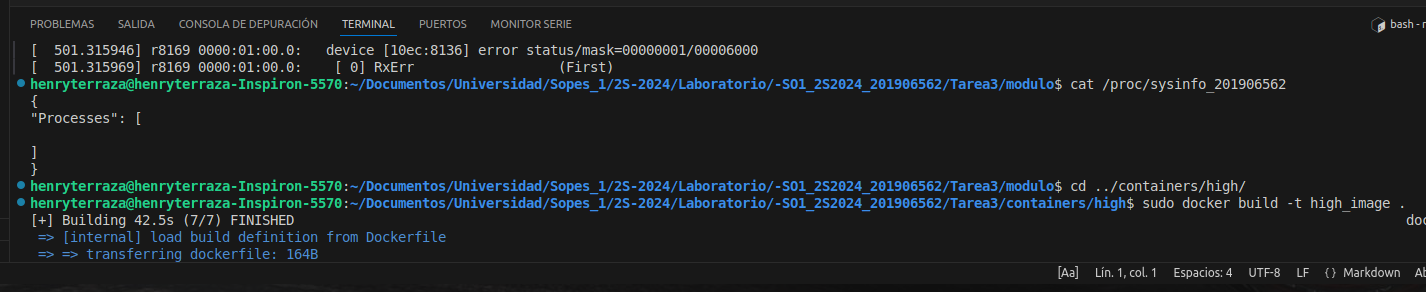 PROBLEMAS SALIDA CONSOLA DE DEPURACIÓN TERMINAL PUERTOS MONITOR SERIE bash -
[  501.315946] r8169 0000:01:00.0:   device [10ec:8136] error status/mask=00000001/00006000
[  501.315969] r8169 0000:01:00.0:    [ 0] RxErr                  (First)
henryterraza@henryterraza-Inspiron-5570:~/Documentos/Universidad/Sopes_1/2S-2024/Laboratorio/-SO1_2S2024_201906562/Tarea3/modulo$ cat /proc/sysinfo_201906562
{
"Processes": [
]
}
henryterraza@henryterraza-Inspiron-5570:~/Documentos/Universidad/Sopes_1/2S-2024/Laboratorio/-SO1_2S2024_201906562/Tarea3/modulo$ cd ../containers/high/
henryterraza@henryterraza-Inspiron-5570:~/Documentos/Universidad/Sopes_1/2S-2024/Laboratorio/-SO1_2S2024_201906562/Tarea3/containers/high$ sudo docker build -t high_image .
[+] Building 42.5s (7/7) FINISHED doc
=> [internal] load build definition from Dockerfile
=> => transferring dockerfile: 164B
[Aa] Lín. 1, col. 1 Espacios: 4 UTF-8 LF {} Markdown